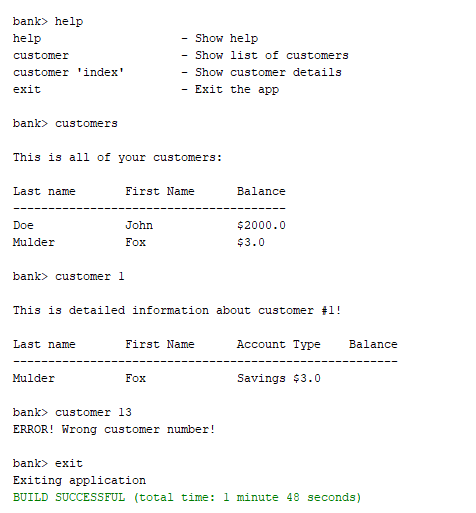 bank> help
help                    - Show help
customer                - Show list of customers
customer 'index'        - Show customer details
exit                    - Exit the app
bank> customers
This is all of your customers:
Last name       First Name      Balance
---------------------------------------
Doe             John            $2000.0
Mulder          Fox             $3.0
bank> customer 1
This is detailed information about customer #1!
Last name       First Name      Account Type    Balance
-------------------------------------------------------
Mulder          Fox             Savings $3.0
bank> customer 13
ERROR! Wrong customer number!
bank> exit
Exiting application
BUILD SUCCESSFUL (total time: 1 minute 48 seconds)